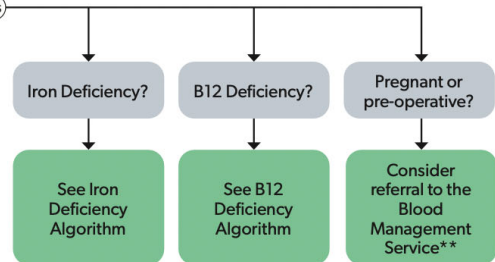 s
Iron Deficiency?
B12 Deficiency?
Pregnant or
pre-operative?
See Iron
Deficiency
Algorithm
See B12
Deficiency
Algorithm
Consider
referral to the
Blood
Management
Service**